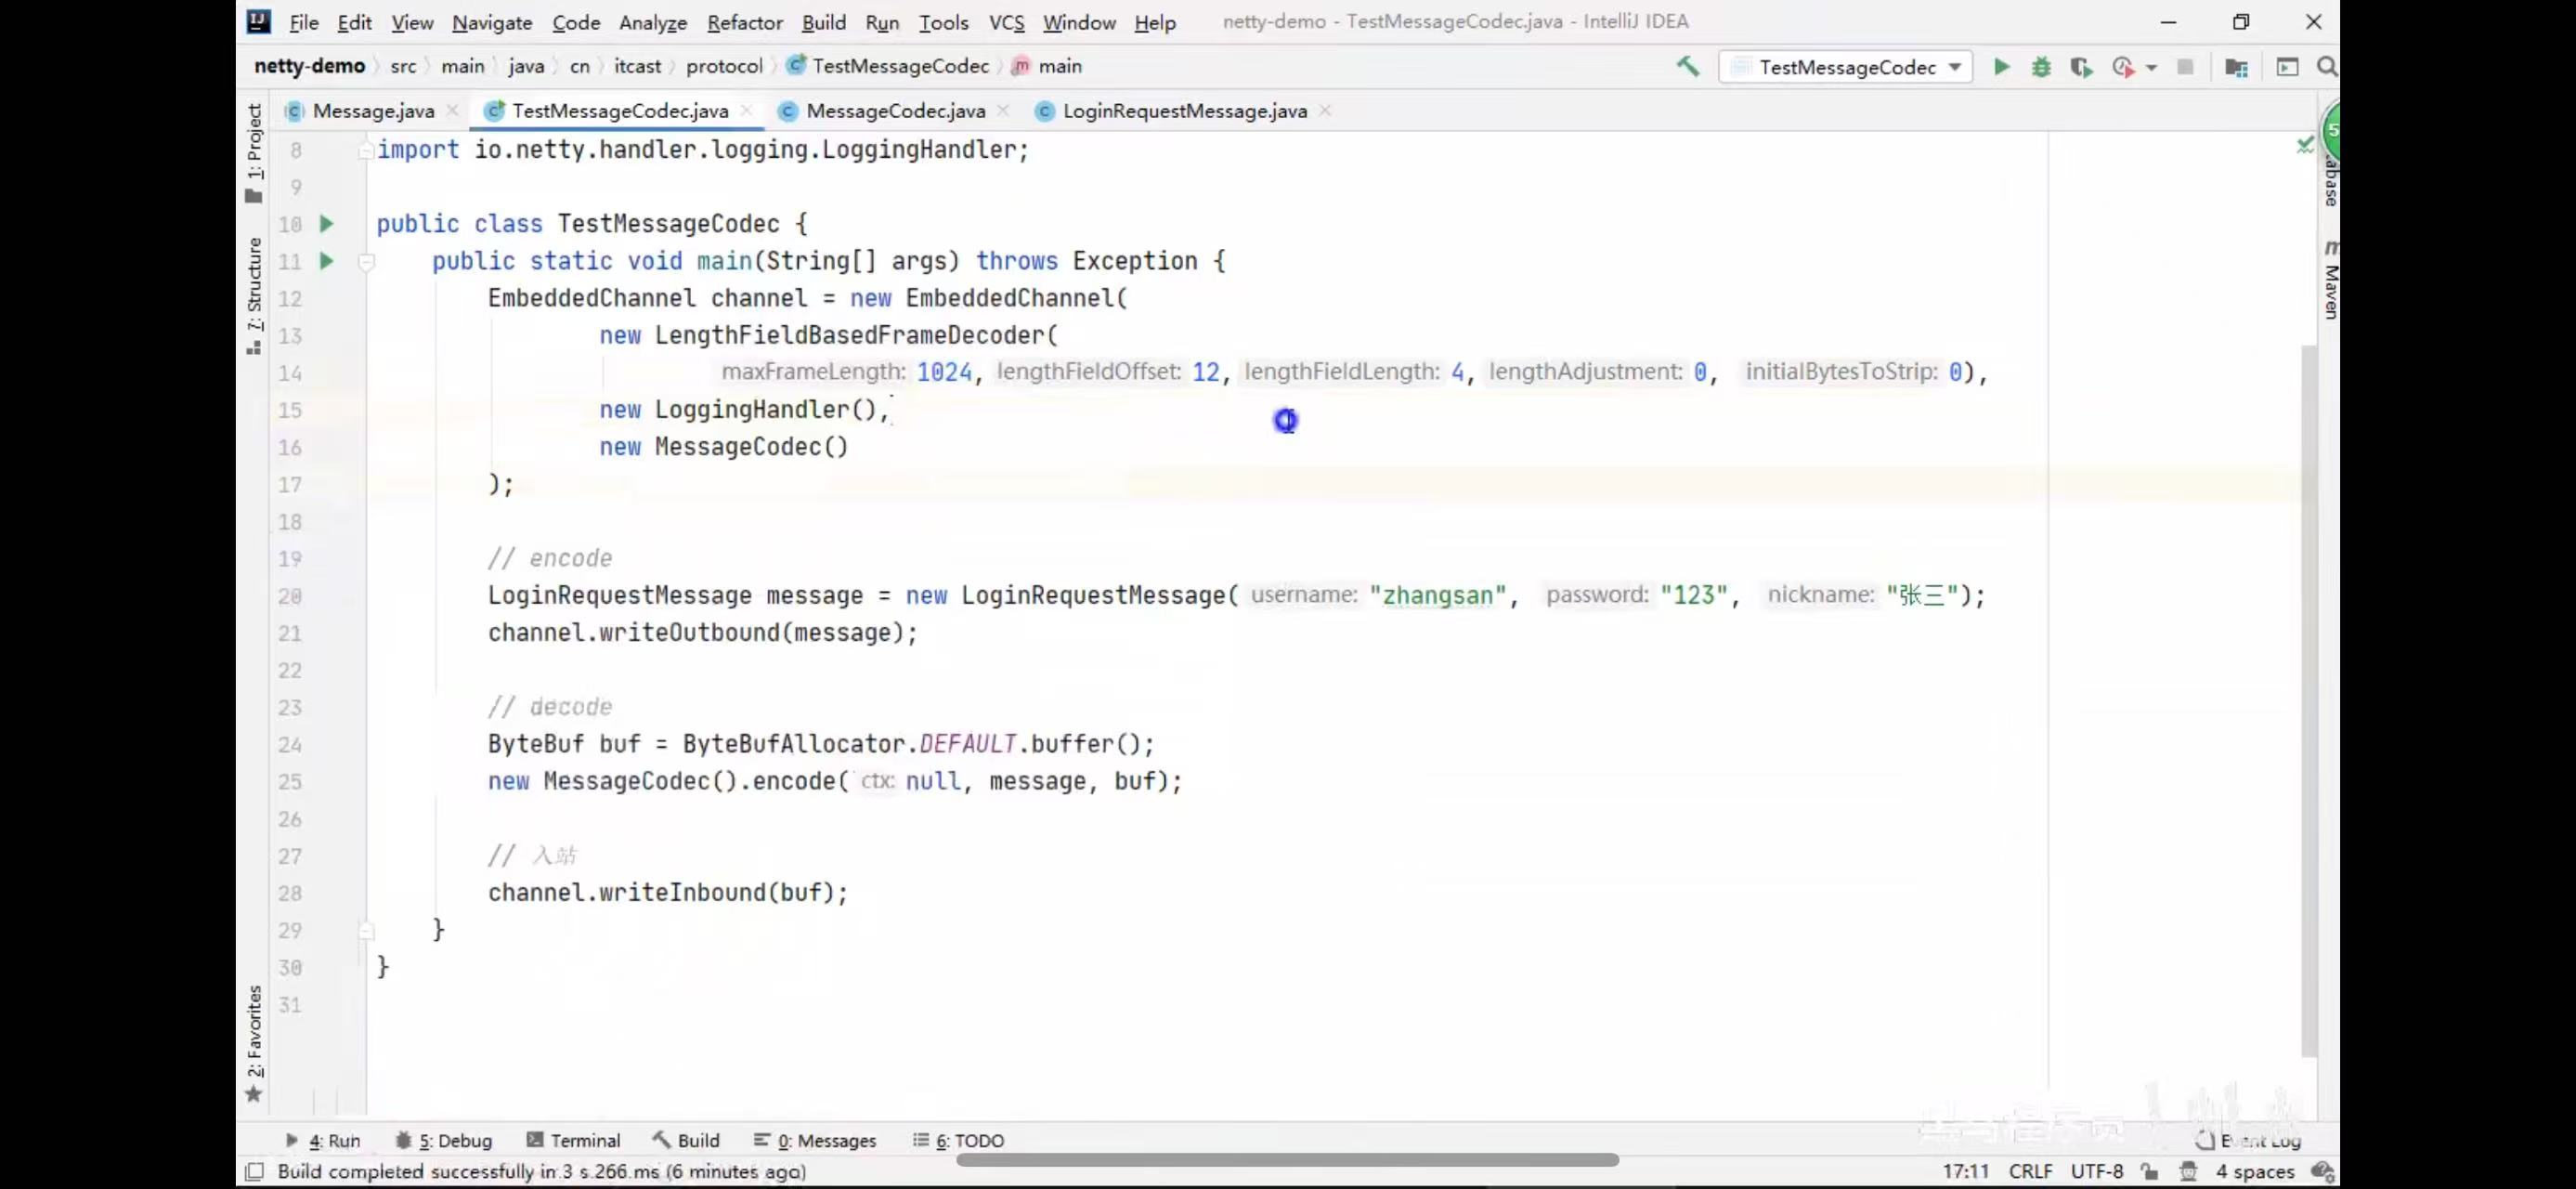 File Edit View Navigate Code Analyze Refactor Build Run Tools VCS Window Help netty-demo - TestMessageCodec.java - IntelliJ IDEA
netty-demo src main java cn itcast protocol TestMessageCodec main TestMessageCodec
Message.java TestMessageCodec.java MessageCodec.java LoginRequestMessage.java
1: Project
7: Structure
2: Favorites
8 import io.netty.handler.logging.LoggingHandler;
9
10 public class TestMessageCodec {
11 public static void main(String[] args) throws Exception {
12 EmbeddedChannel channel = new EmbeddedChannel(
13 new LengthFieldBasedFrameDecoder(
14 maxFrameLength: 1024, lengthFieldOffset: 12, lengthFieldLength: 4, lengthAdjustment: 0, initialBytesToStrip: 0),
15 new LoggingHandler(),
16 new MessageCodec()
17 );
18
19 // encode
20 LoginRequestMessage message = new LoginRequestMessage( username: "zhangsan", password: "123", nickname: "张三");
21 channel.writeOutbound(message);
22
23 // decode
24 ByteBuf buf = ByteBufAllocator.DEFAULT.buffer();
25 new MessageCodec().encode( ctx: null, message, buf);
26
27 // 入站
28 channel.writeInbound(buf);
29 }
30 }
31
5
abase
m Maven
4: Run 5: Debug Terminal Build 0: Messages 6: TODO Event Log
Build completed successfully in 3 s 266 ms (6 minutes ago) 17:11 CRLF UTF-8 4 spaces